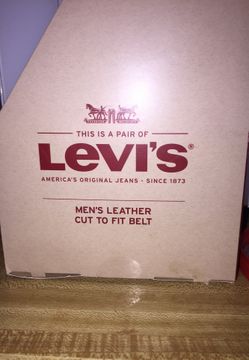 THIS IS A PAIR OF
LEVI'S®
AMERICA'S ORIGINAL JEANS - SINCE 1873
MEN'S LEATHER
CUT TO FIT BELT